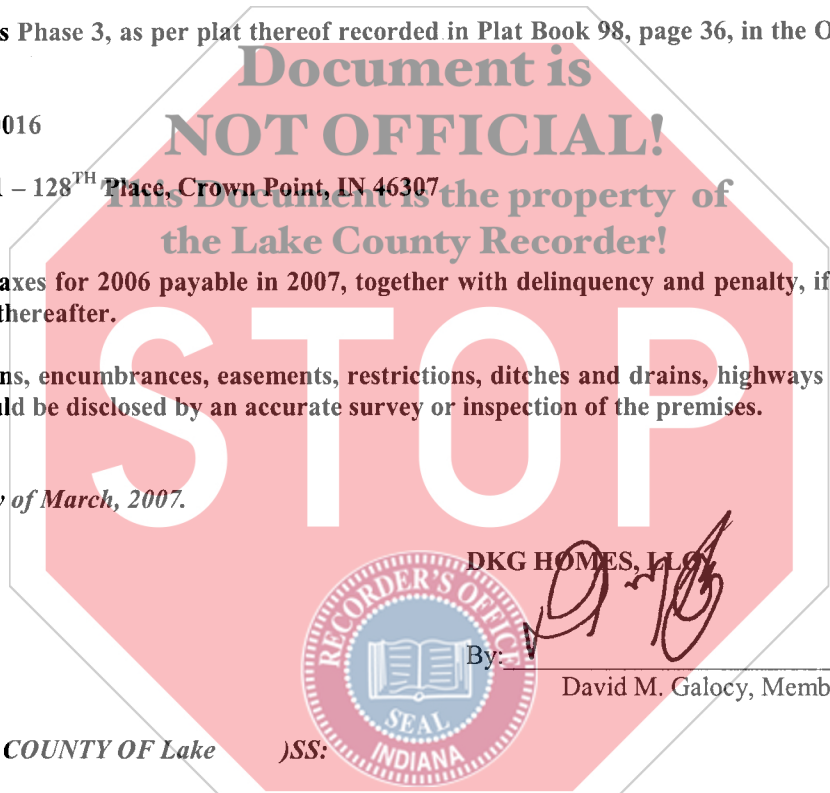 s Phase 3, as per plat thereof recorded in Plat Book 98, page 36, in the O
Document is
016
NOT OFFICIAL!
– 128TH Place, Crown Point, IN 46307
This Document is the property of
the Lake County Recorder!
axes for 2006 payable in 2007, together with delinquency and penalty, if
thereafter.
STOP
ns, encumbrances, easements, restrictions, ditches and drains, highways
uld be disclosed by an accurate survey or inspection of the premises.
of March, 2007.
DKG HOMES, LLC
RECORDER'S OFFICE
By:
David M. Galocy, Memb
SEAL
INDIANA
COUNTY OF Lake )SS: